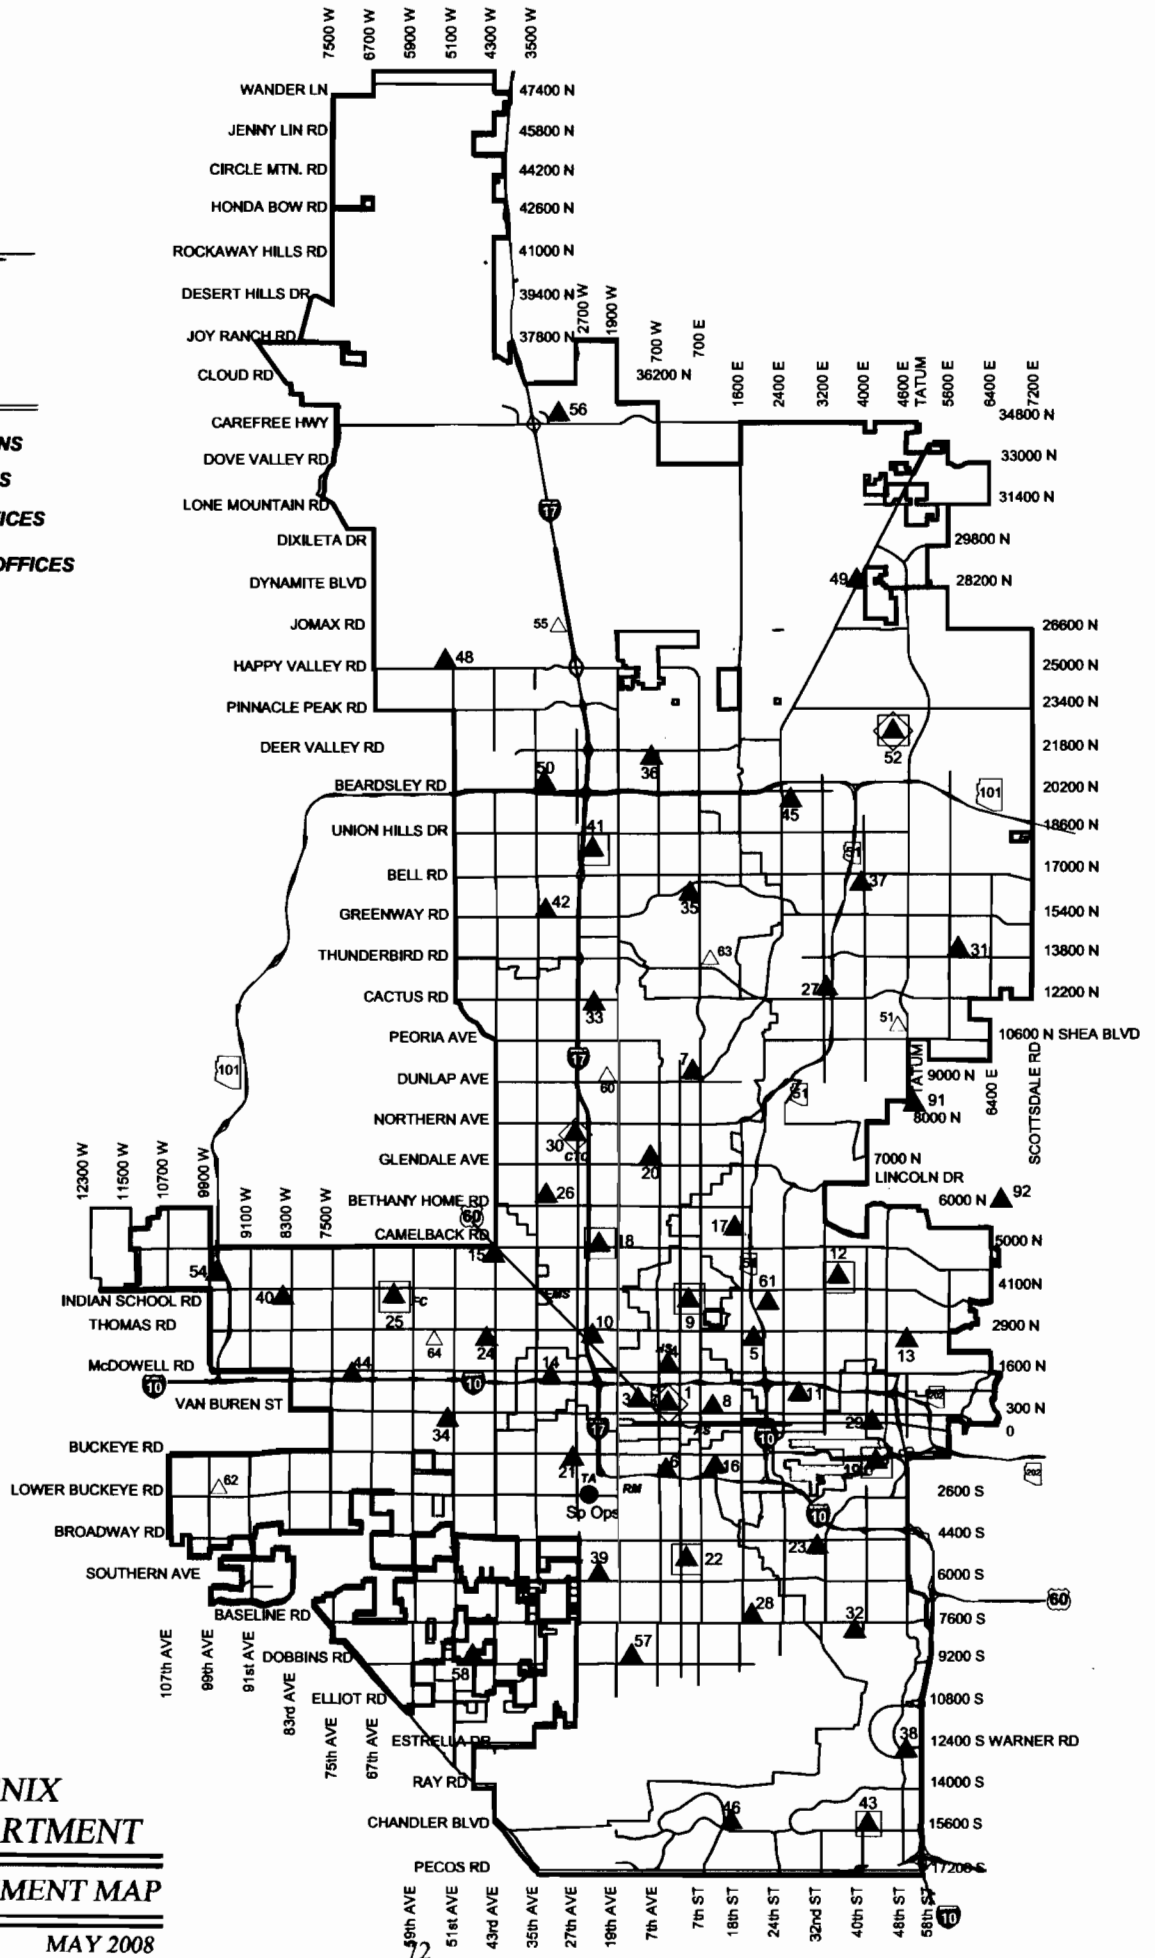 7500 W
6700 W
5900 W
5100 W
4300 W
3500 W
WANDER LN
47400 N
JENNY LIN RD
45800 N
CIRCLE MTN. RD
44200 N
HONDA BOW RD
42600 N
ROCKAWAY HILLS RD
41000 N
DESERT HILLS DR
39400 N
2700 W
1900 W
700 W
700 E
JOY RANCH RD
37800 N
CLOUD RD
36200 N
1600 E
2400 E
3200 E
4000 E
4600 E
TATUM
5600 E
6400 E
7200 E
56
34800 N
CAREFREE HWY
NS
33000 N
DOVE VALLEY RD
S
31400 N
LONE MOUNTAIN RD
17
ICES
DIXILETA DR
29800 N
OFFICES
DYNAMITE BLVD
49
28200 N
JOMAX RD
55
26600 N
48
HAPPY VALLEY RD
25000 N
PINNACLE PEAK RD
23400 N
DEER VALLEY RD
21800 N
52
50
36
BEARDSLEY RD
20200 N
101
45
UNION HILLS DR
41
18600 N
51
BELL RD
17000 N
37
42
35
GREENWAY RD
15400 N
THUNDERBIRD RD
63
31
13800 N
27
CACTUS RD
12200 N
33
51
PEORIA AVE
10600 N SHEA BLVD
17
7
101
DUNLAP AVE
60
TATUM
9000 N
6400 E
SCOTTSDALE RD
51
91
NORTHERN AVE
8000 N
30
CTC
GLENDALE AVE
20
7000 N
LINCOLN DR
12300 W
11500 W
10700 W
9900 W
9100 W
8300 W
7500 W
BETHANY HOME RD
26
6000 N
92
60
17
CAMELBACK RD
18
5000 N
15
51
12
54
4100N
INDIAN SCHOOL RD
40
25
FC
EMS
9
61
THOMAS RD
64
24
10
5
13
2900 N
McDOWELL RD
44
14
4
1600 N
10
10
VAN BUREN ST
3
1
8
11
202
300 N
34
17
AS
10
29
0
BUCKEYE RD
21
6
16
19
62
TA
RM
202
LOWER BUCKEYE RD
2600 S
Sp Ops
10
BROADWAY RD
4400 S
23
SOUTHERN AVE
39
22
6000 S
60
BASELINE RD
28
32
7600 S
107th AVE
99th AVE
91st AVE
83rd AVE
75th AVE
67th AVE
DOBBINS RD
58
57
9200 S
ELLIOT RD
10800 S
ESTRELLA DR
38
12400 S WARNER RD
RAY RD
14000 S
NIX
RTMENT
CHANDLER BLVD
46
43
15600 S
PECOS RD
17200 S
MENT MAP
59th AVE
51st AVE
43rd AVE
35th AVE
27th AVE
19th AVE
7th AVE
7th ST
18th ST
24th ST
32nd ST
40th ST
48th ST
58th ST
10
MAY 2008
72